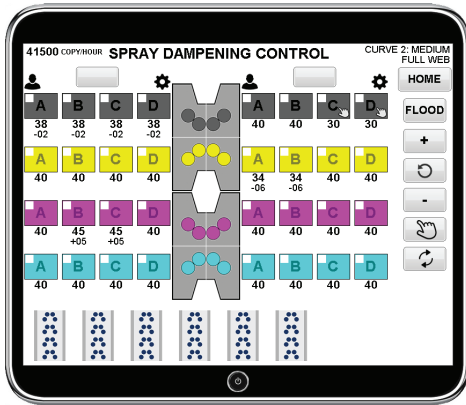 41500 COPY/HOUR SPRAY DAMPENING CONTROL CURVE 2: MEDIUM
FULL WEB
HOME
A B C D A B C D
38 38 38 38 40 40 30 30
-02 -02 -02 -02
FLOOD
+
A B C D A B C D
40 40 40 40 34 34 40 40
-06 -06
-
A B C D A B C D
40 45 45 40 40 40 40 40
+05 +05
A B C D A B C D
40 40 40 40 40 40 40 40